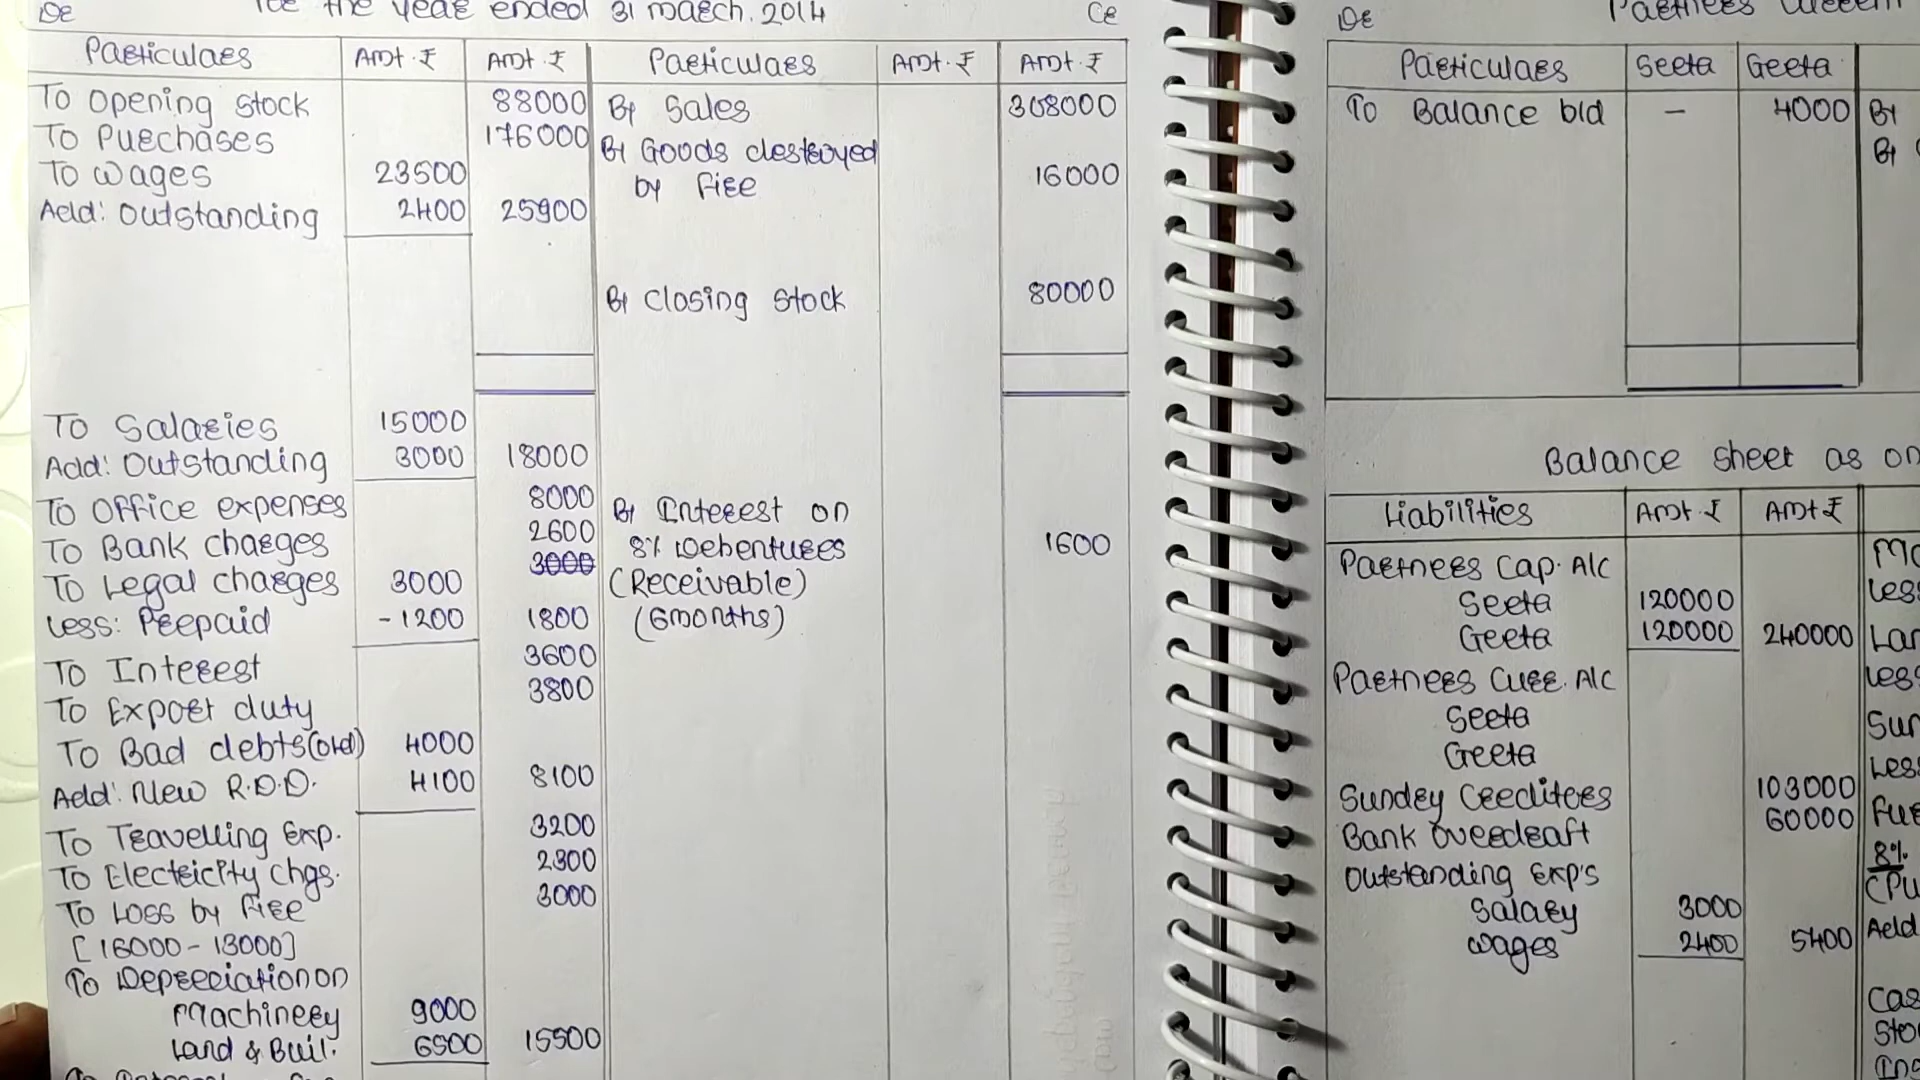 Dr the year ended 31 march. 2014 Cr
Particulars Amt. ₹ Amt. ₹ Particulars Amt. ₹ Amt. ₹
To Opening Stock 88000 By Sales 308000
To Purchases 176000 By Goods destroyed
To Wages 23500 by Fire 16000
Add: Outstanding 2400 25900
By Closing Stock 80000
To Salaries 15000
Add: Outstanding 3000 18000
To Office expenses 8000 By Interest on
To Bank charges 2600 8% Debentures 1600
3000
To Legal charges 3000 (Receivable)
Less: Prepaid -1200 1800 (6months)
To Interest 3600
To Export duty 3800
To Bad debts(old) 4000
Add: New R.D.D. 4100 8100
To Travelling Exp. 3200
To Electricity Chgs. 2300
To Loss by Fire 3000
[16000 - 13000]
To Depreciation on
Machinery 9000
Land & Buil. 6500 15500
Dr Partners
Particulars Seeta Geeta
To Balance b/d - 4000 By
By
Balance sheet as on
Liabilities Amt ₹ Amt ₹
Partners Cap. A/c
Seeta 120000 Less
Geeta 120000 240000
Partners Curr. A/c
Seeta
Geeta
Sundry Creditors 103000
Bank Overdraft 60000
8%
Outstanding Exp's
Salary 3000
Wages 2400 5400 Add